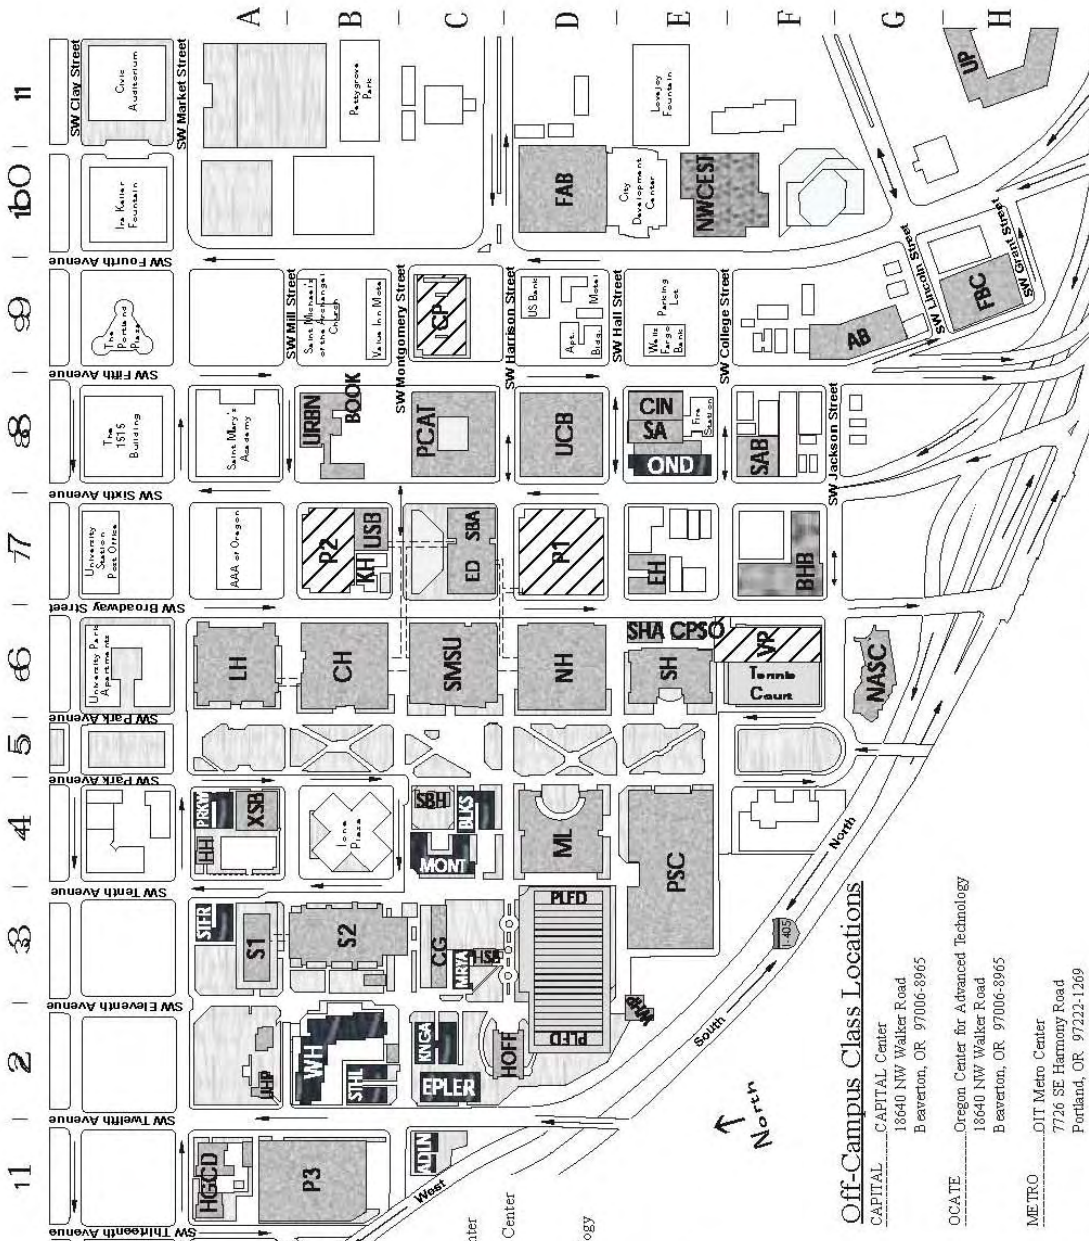 A
B
C
D
E
F
G
H
11
10
9
8
7
6
5
4
3
2
1
SW Clay Street
SW Market Street
SW Mill Street
SW Montgomery Street
SW Harrison Street
SW Hall Street
SW College Street
SW Jackson Street
SW Lincoln Street
SW Grant Street
SW Fourth Avenue
SW Fifth Avenue
SW Sixth Avenue
SW Broadway Street
SW Park Avenue
SW Park Avenue
SW Tenth Avenue
SW Eleventh Avenue
SW Twelfth Avenue
SW Thirteenth Avenue
Civic
Auditorium
Pettygrove
Park
Lovejoy
Fountain
UP
Ira Keller
Fountain
FAB
City
Development
Center
NWCEST
The
Portland
Plaza
Saint Michael's
of the Archangel
Church
Value Inn Motel
CP
US Bank
Apt.
Bldg.
Motel
Wells
Fargo
Bank
Parking
Lot
AB
FBC
The
1515
Building
Saint Mary's
Academy
URBN
BOOK
PCAT
UCB
CIN
SA
Fire
Station
OND
SAB
University
Station
Post Office
AAA of Oregon
P2
USB
KH
SBA
ED
P1
EH
BHB
University Park
Apartments
LH
CH
SMSU
NH
SHA
CPSO
SH
VP
Tennis
Court
NASC
PRKW
XSB
HH
Ione
Plaza
SBH
BLKS
MONT
ML
PSC
STFR
S1
S2
CG
MRYA
HSB
PLFD
PLFD
UHP
WH
STHL
KNGA
EPLER
HOFF
HGCD
P3
ADLN
West
South
North
I-405
North
nter
Center
ogy
Off-Campus Class Locations
CAPITAL CAPITAL Center
18640 NW Walker Road
Beaverton, OR 97006-8965
OCATE Oregon Center for Advanced Technology
18640 NW Walker Road
Beaverton, OR 97006-8965
METRO OIT Metro Center
7726 SE Harmony Road
Portland, OR 97222-1269